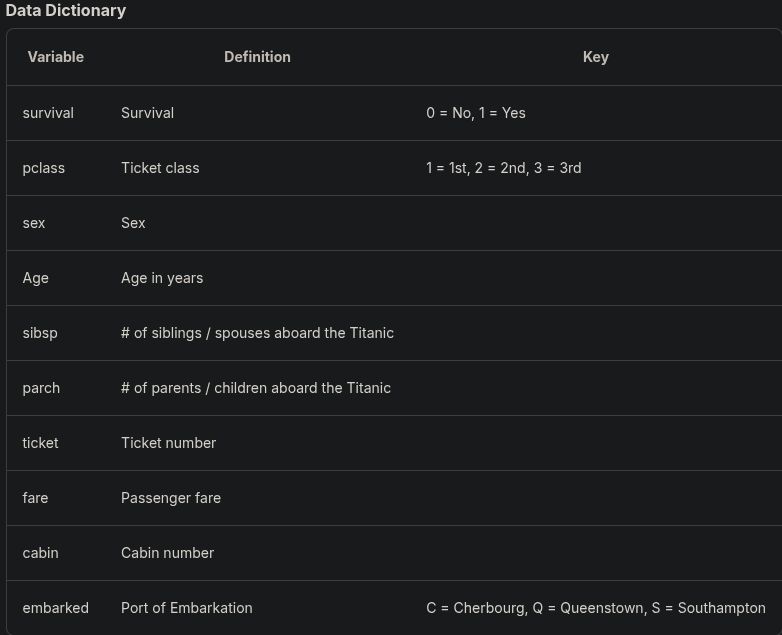 Data Dictionary
Variable Definition Key
survival Survival 0 = No, 1 = Yes
pclass Ticket class 1 = 1st, 2 = 2nd, 3 = 3rd
sex Sex
Age Age in years
sibsp # of siblings / spouses aboard the Titanic
parch # of parents / children aboard the Titanic
ticket Ticket number
fare Passenger fare
cabin Cabin number
embarked Port of Embarkation C = Cherbourg, Q = Queenstown, S = Southampton